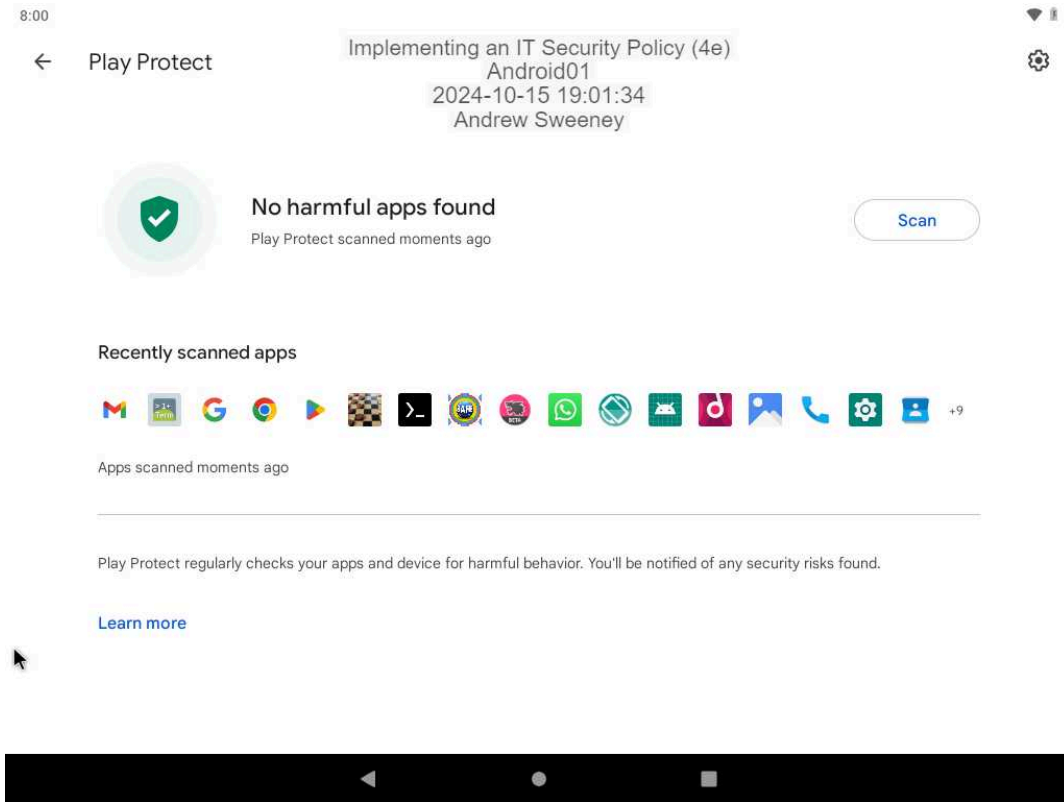 8:00
Play Protect
Implementing an IT Security Policy (4e)
Android01
2024-10-15 19:01:34
Andrew Sweeney
No harmful apps found
Play Protect scanned moments ago
Scan
Recently scanned apps
+9
Apps scanned moments ago
Play Protect regularly checks your apps and device for harmful behavior. You'll be notified of any security risks found.
Learn more